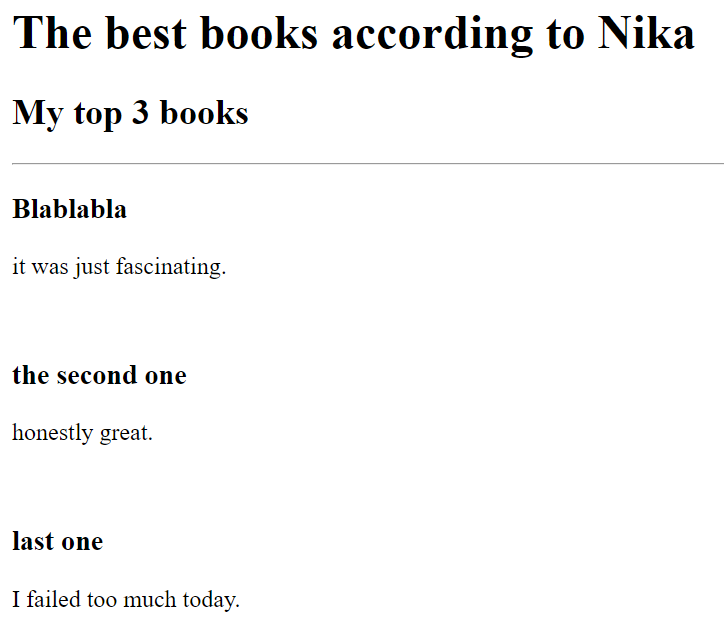 The best books according to Nika
My top 3 books
Blablabla
it was just fascinating.
the second one
honestly great.
last one
I failed too much today.